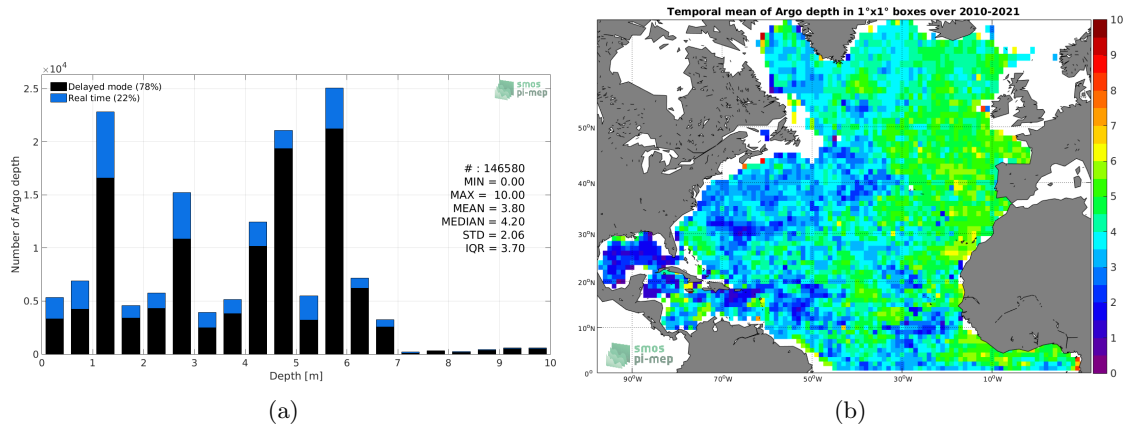 ×10⁴
Delayed mode (78%)
Real time (22%)
smos
pi-mep
2.5
2
1.5
1
0.5
0
Number of Argo depth
# : 146580
MIN = 0.00
MAX = 10.00
MEAN = 3.80
MEDIAN = 4.20
STD = 2.06
IQR = 3.70
0 1 2 3 4 5 6 7 8 9 10
Depth [m]
(a)
Temporal mean of Argo depth in 1°x1° boxes over 2010-2021
50°N
40°N
30°N
20°N
10°N
0°
90°W 70°W 50°W 30°W 10°W
smos
pi-mep
10
9
8
7
6
5
4
3
2
1
0
(b)